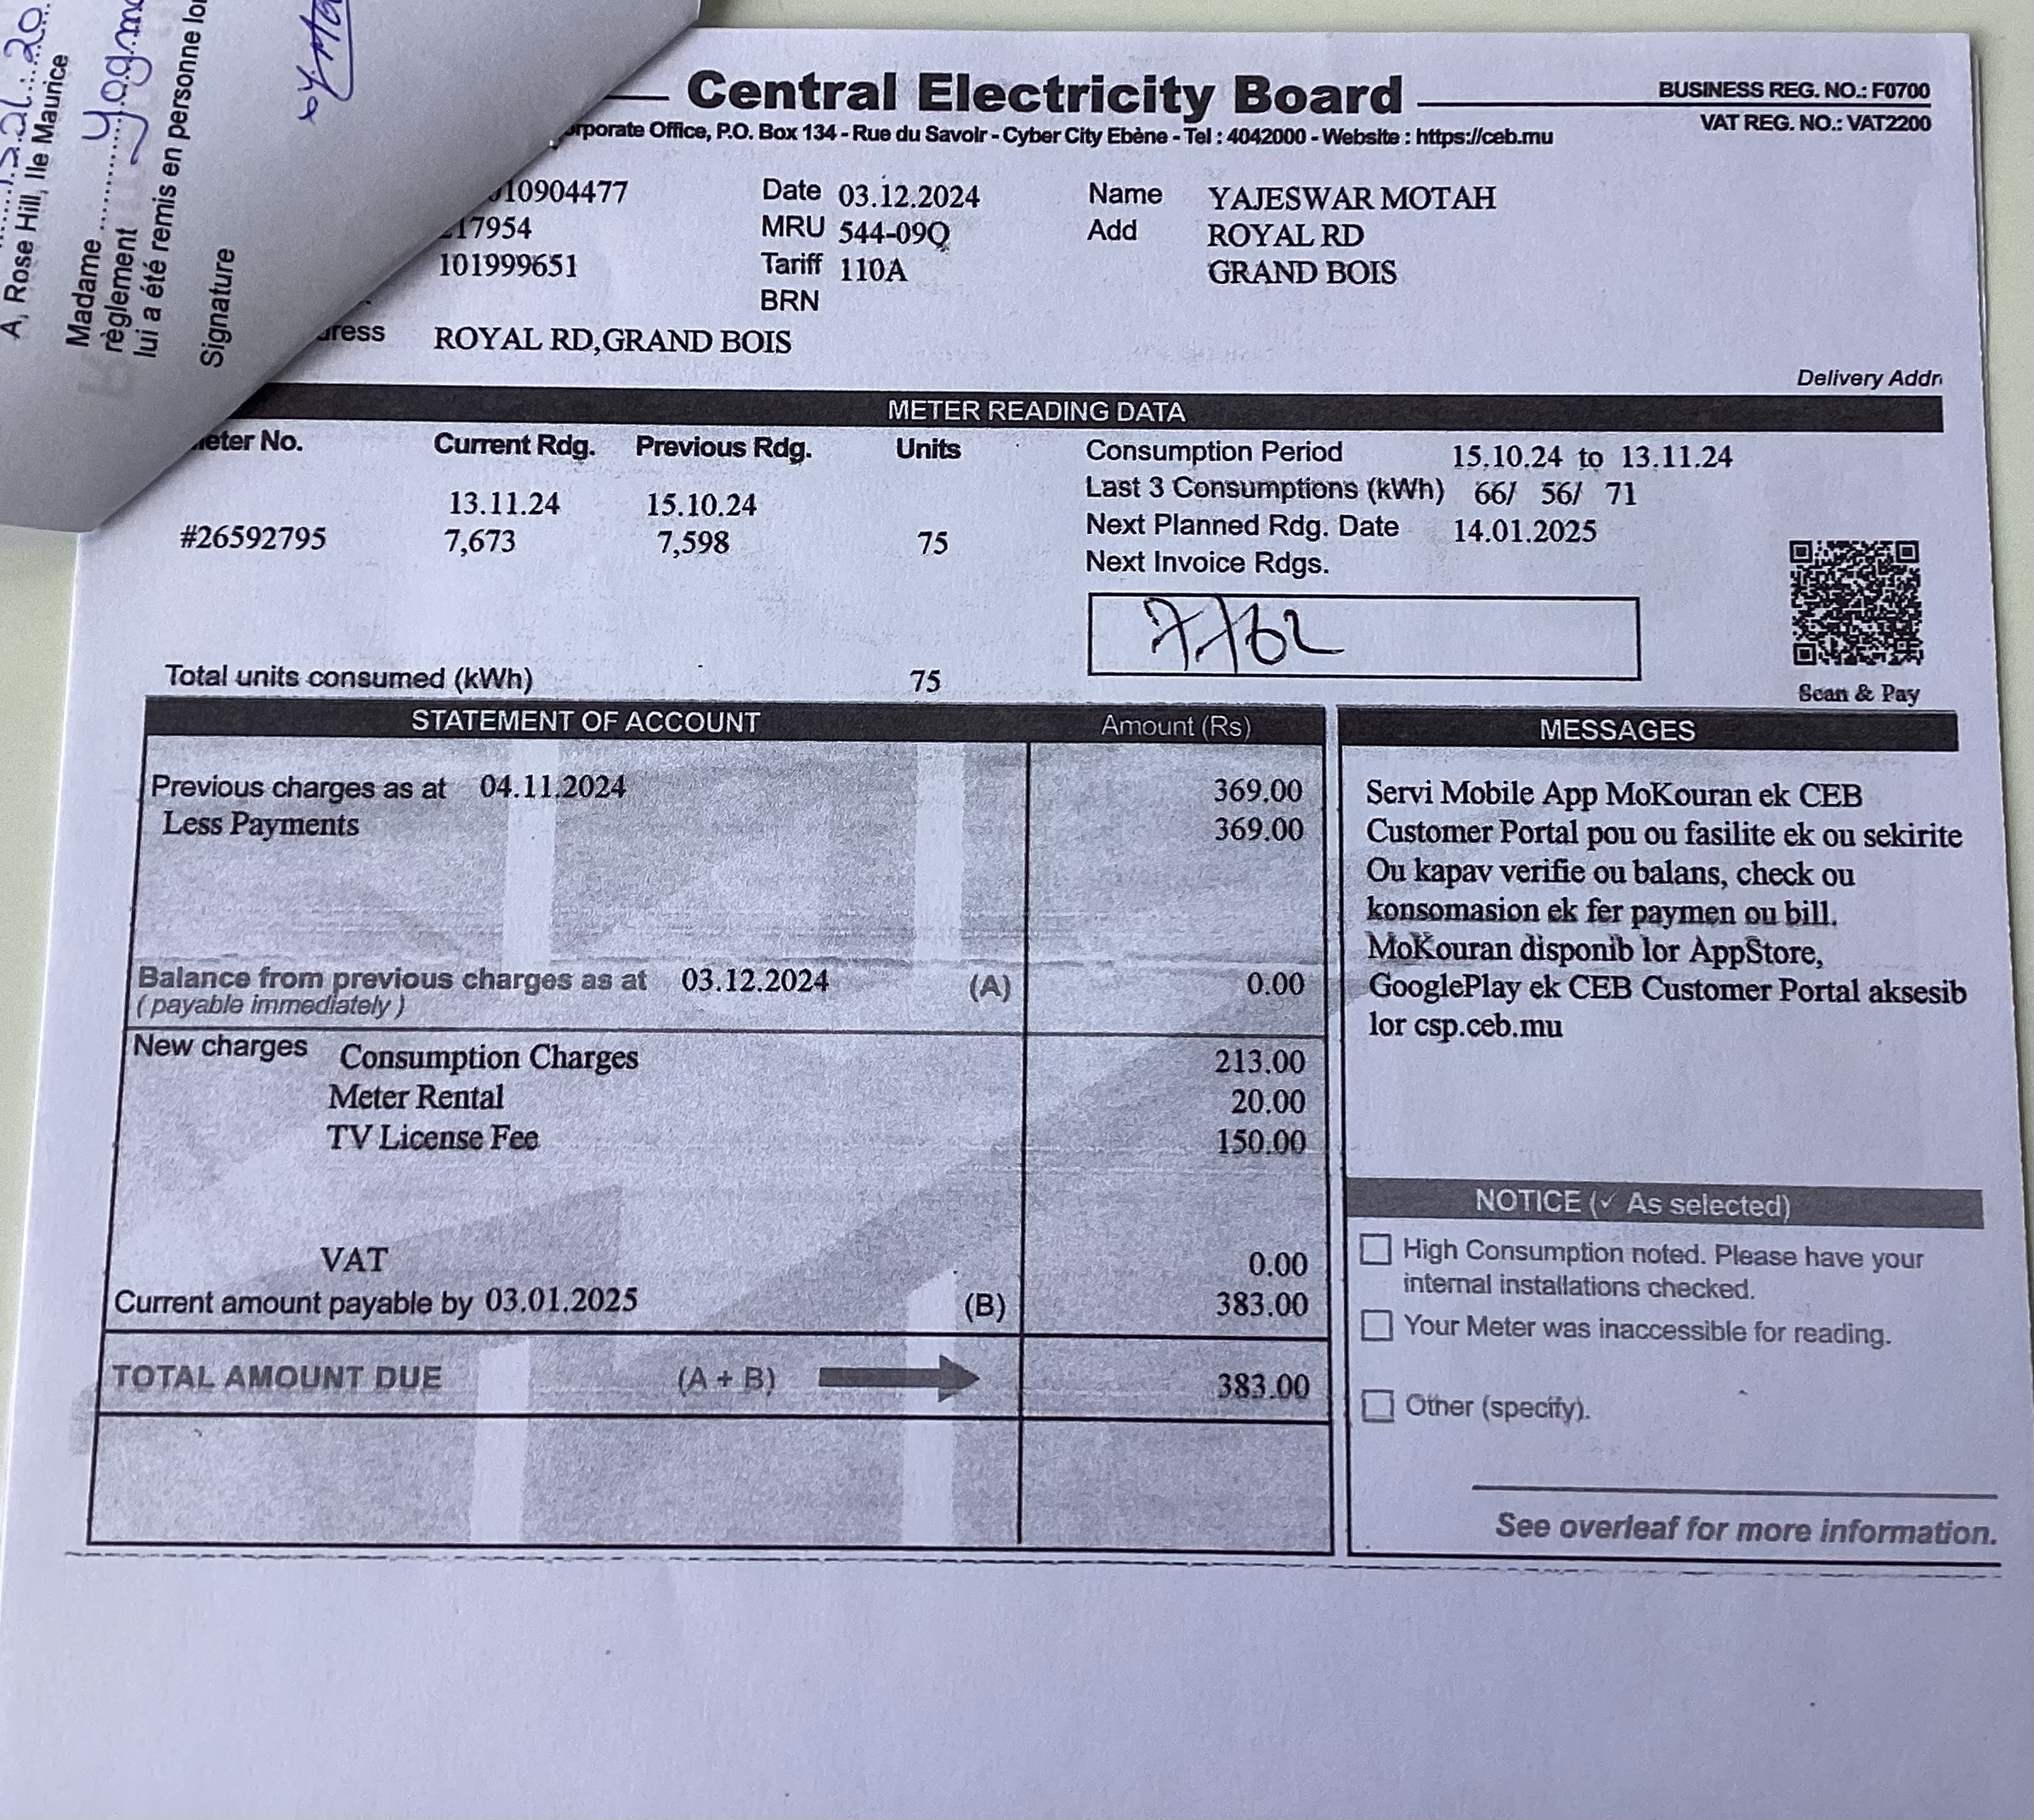 A, Rose Hill, Ile Maurice
Madame
règlement
lui a été remis en personne
Signature
Central Electricity Board
BUSINESS REG. NO.: F0700
VAT REG. NO.: VAT2200
Office, P.O. Box 134 - Rue du Savoir - Cyber City Ebène - Tel : 4042000 - Website : https://ceb.mu
10904477 Date 03.12.2024 Name YAJESWAR MOTAH
17954 MRU 544-09Q Add ROYAL RD
101999651 Tariff 110A GRAND BOIS
BRN
ROYAL RD,GRAND BOIS
Delivery
METER READING DATA
No. Current Rdg. Previous Rdg. Units
13.11.24 15.10.24
#26592795 7,673 7,598 75
Total units consumed (kWh) 75
Consumption Period 15.10.24 to 13.11.24
Last 3 Consumptions (kWh) 66/ 56/ 71
Next Planned Rdg. Date 14.01.2025
Next Invoice Rdgs.
7762
Scan & Pay
STATEMENT OF ACCOUNT Amount (Rs)
Previous charges as at 04.11.2024 369.00
Less Payments 369.00
Balance from previous charges as at 03.12.2024 (A) 0.00
( payable immediately )
New charges Consumption Charges 213.00
Meter Rental 20.00
TV License Fee 150.00
VAT 0.00
Current amount payable by 03.01.2025 (B) 383.00
TOTAL AMOUNT DUE (A + B) 383.00
MESSAGES
Servi Mobile App MoKouran ek CEB
Customer Portal pou ou fasilite ek ou sekirite
Ou kapav verifie ou balans, check ou
konsomasion ek fer paymen ou bill.
MoKouran disponib lor AppStore,
GooglePlay ek CEB Customer Portal aksesib
lor csp.ceb.mu
NOTICE (✓ As selected)
High Consumption noted. Please have your
internal installations checked.
Your Meter was inaccessible for reading.
Other (specify).
See overleaf for more information.